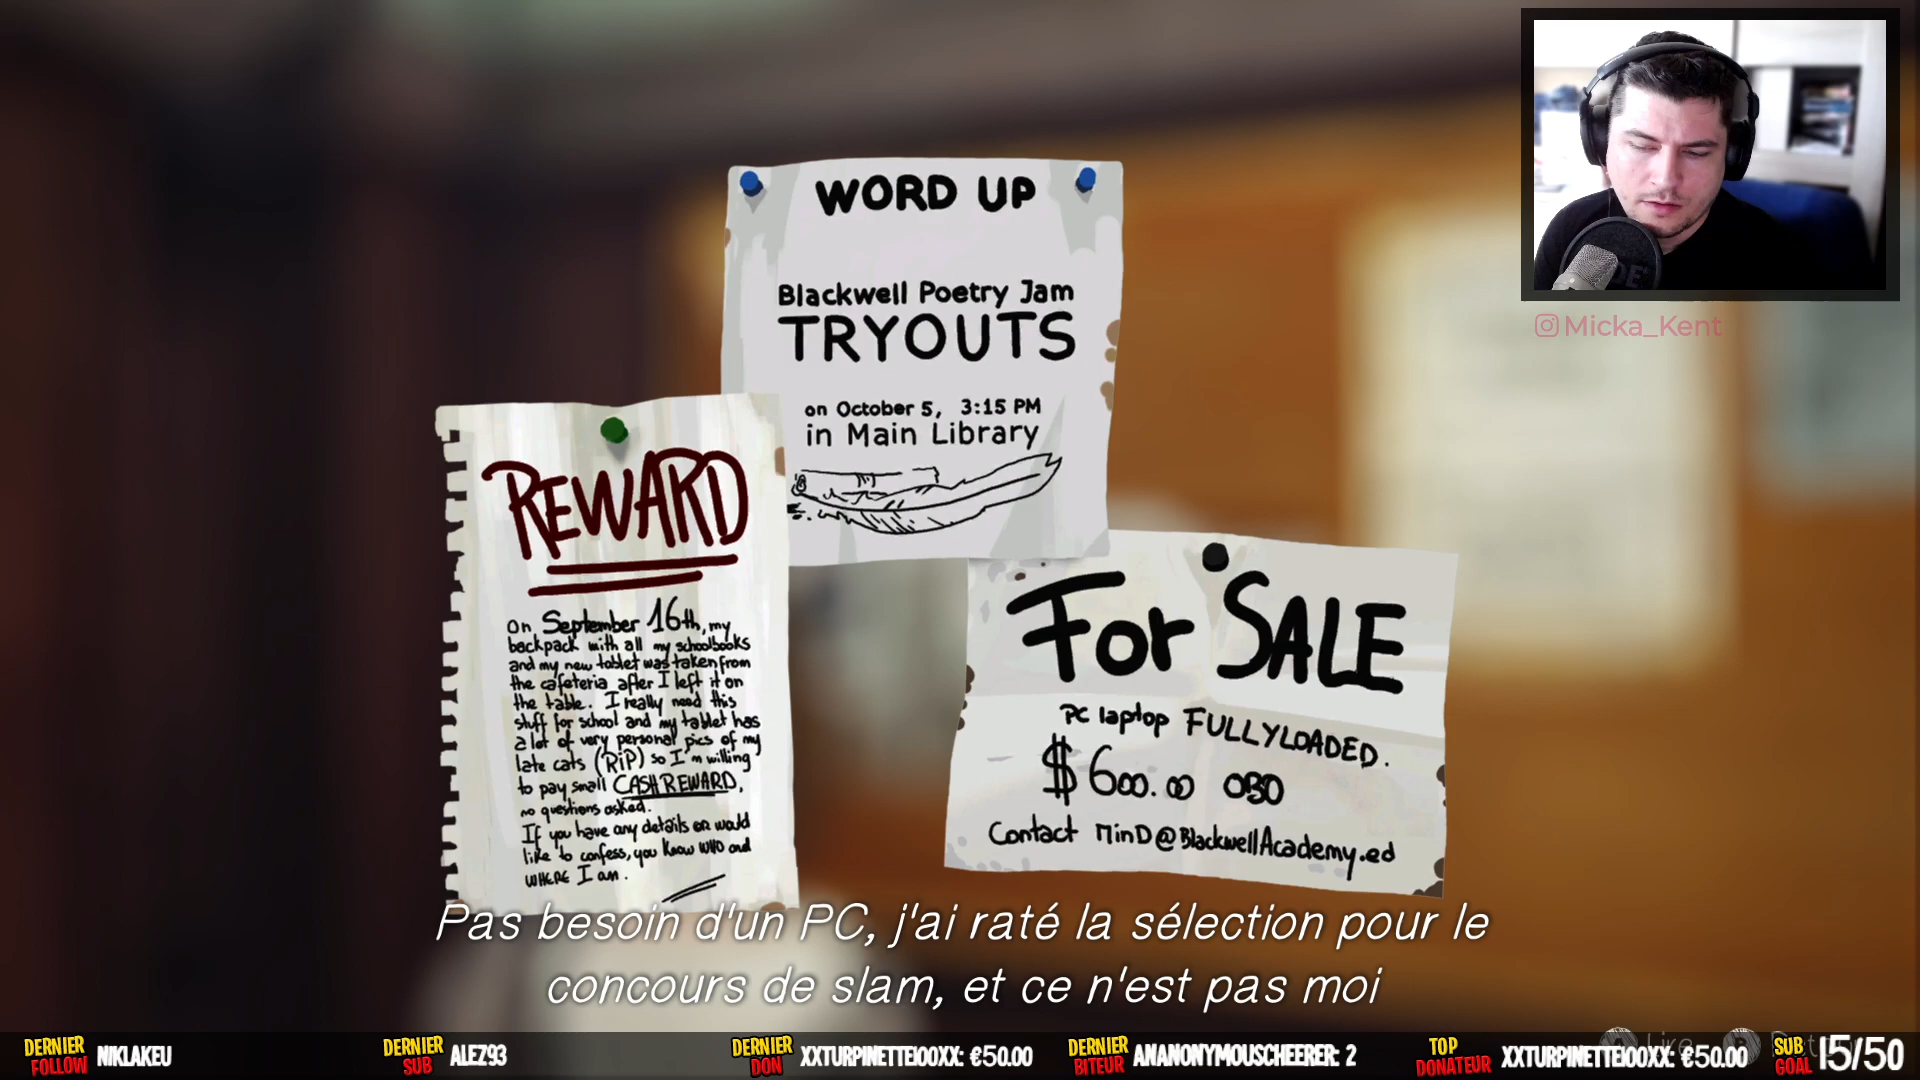 WORD UP
Blackwell Poetry Jam
TRYOUTS
on October 5, 3:15 PM
in Main Library
REWARD
On September 16th, my
backpack with all my schoolbooks
and my new tablet was taken from
the cafeteria after I left it on
the table. I really need this
stuff for school and my tablet has
a lot of very personal pics of my
late cats (RiP) so I'm willing
to pay small CASH REWARD,
no questions asked.
If you have any details or would
like to confess, you know WHO and
WHERE I am.
For SALE
PC laptop FULLYLOADED.
$600.00 OBO
Contact MinD@BlackwellAcademy.ed
Micka_Kent
Pas besoin d'un PC, j'ai raté la sélection pour le
concours de slam, et ce n'est pas moi
DERNIER FOLLOW NIKLAKEU
DERNIER SUB ALEZ93
DERNIER DON XXTURPINETTE100XX: €50.00
DERNIER BITEUR ANANONYMOUSCHEERER: 2
TOP DONATEUR XXTURPINETTE100XX: €50.00
SUB GOAL 15/50